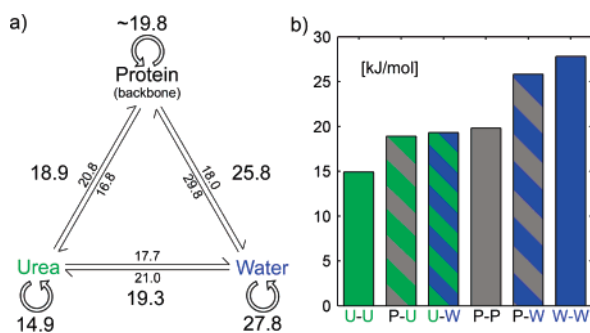 a)
~19.8
Protein
(backbone)
18.9
20.8
16.8
18.0
29.8
25.8
Urea
17.7
21.0
Water
19.3
14.9
27.8
b)
[kJ/mol]
30
25
20
15
10
5
0
U-U P-U U-W P-P P-W W-W